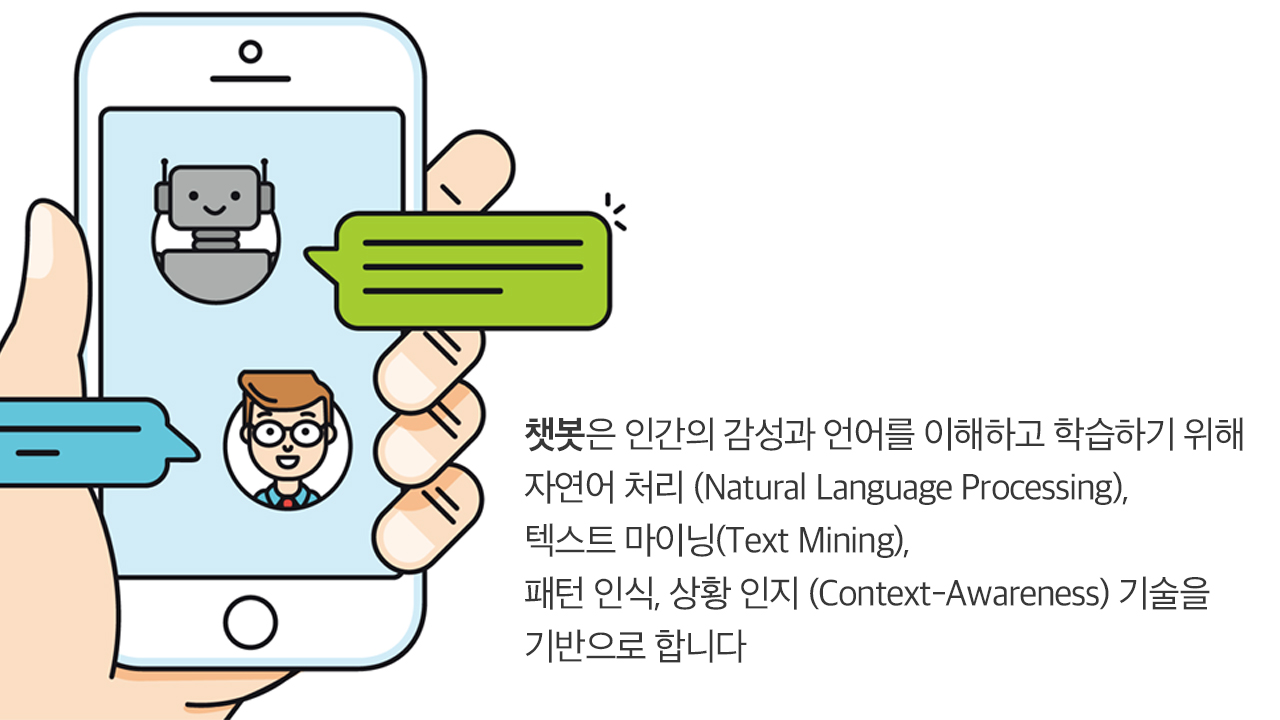 챗봇은 인간의 감성과 언어를 이해하고 학습하기 위해
자연어 처리 (Natural Language Processing),
텍스트 마이닝(Text Mining),
패턴 인식, 상황 인지 (Context-Awareness) 기술을
기반으로 합니다